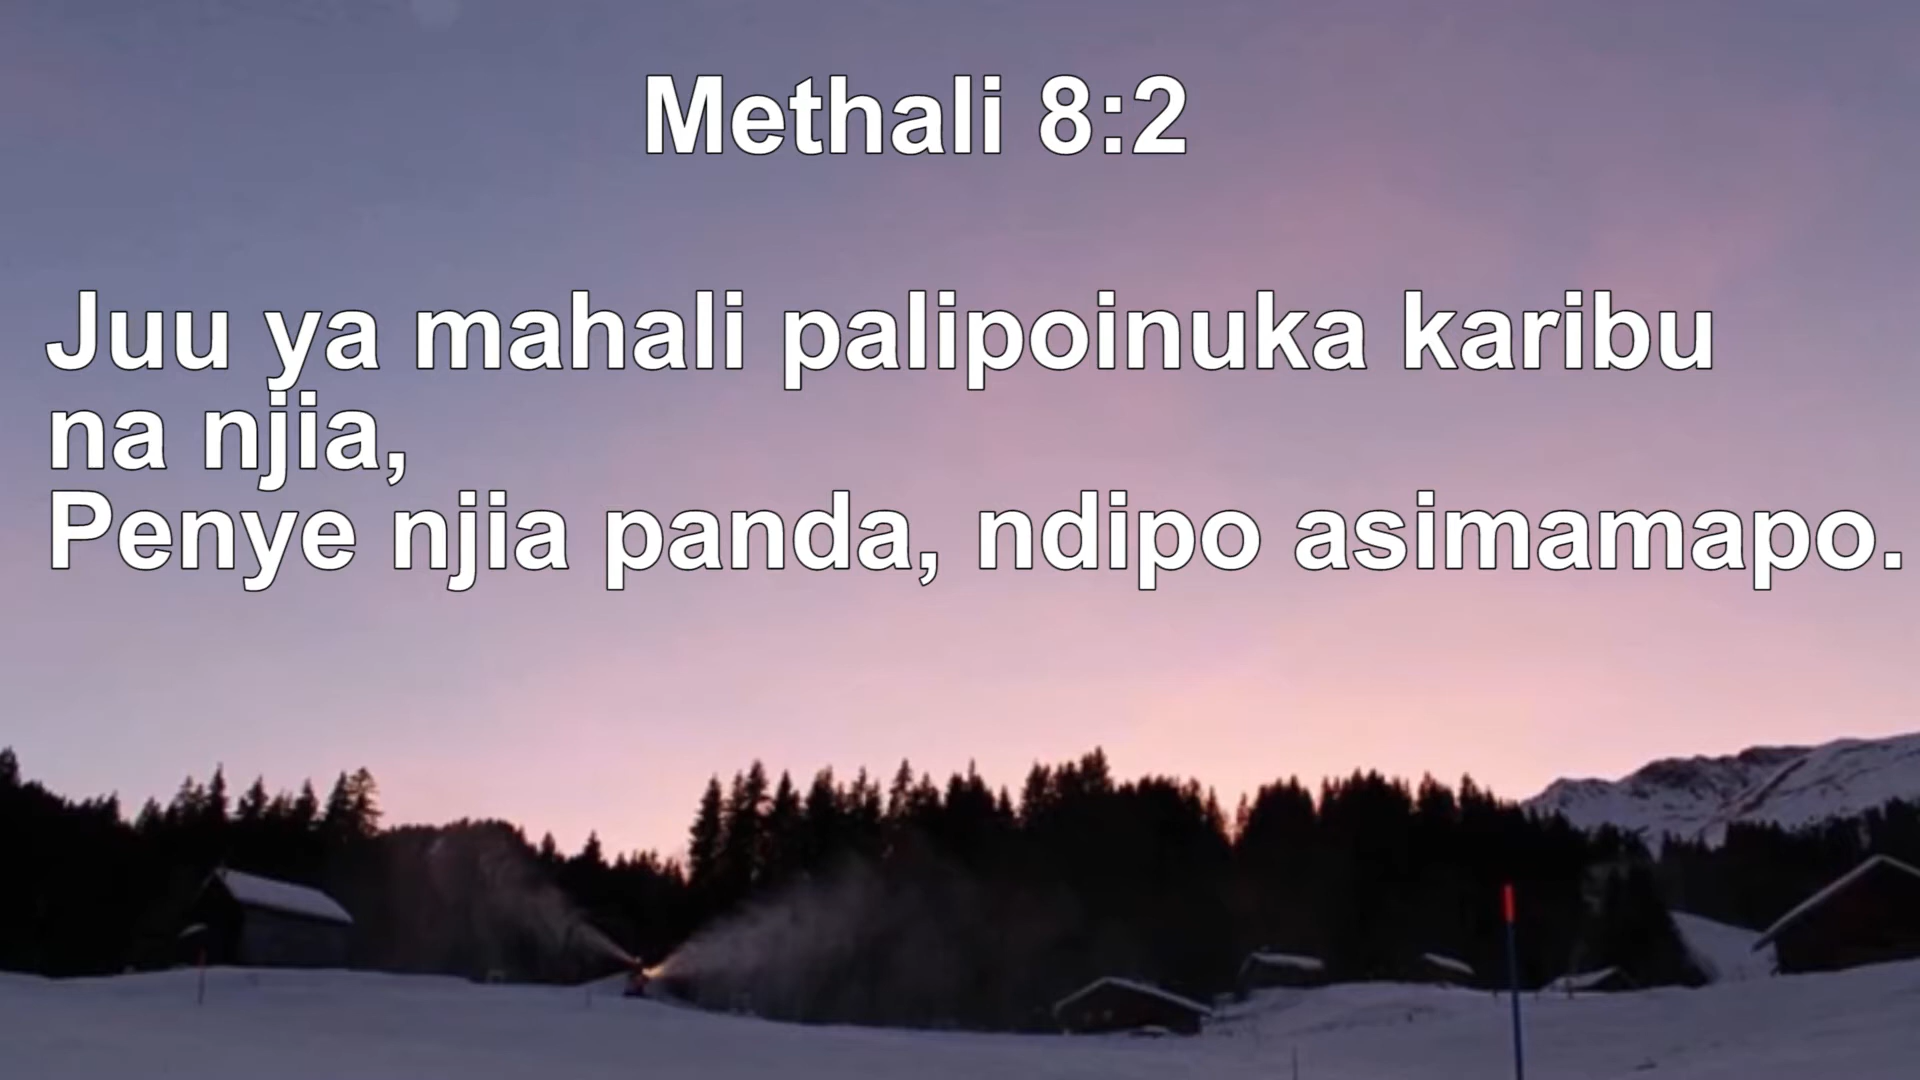 Methali 8:2
Juu ya mahali palipoinuka karibu
na njia,
Penye njia panda, ndipo asimamapo.